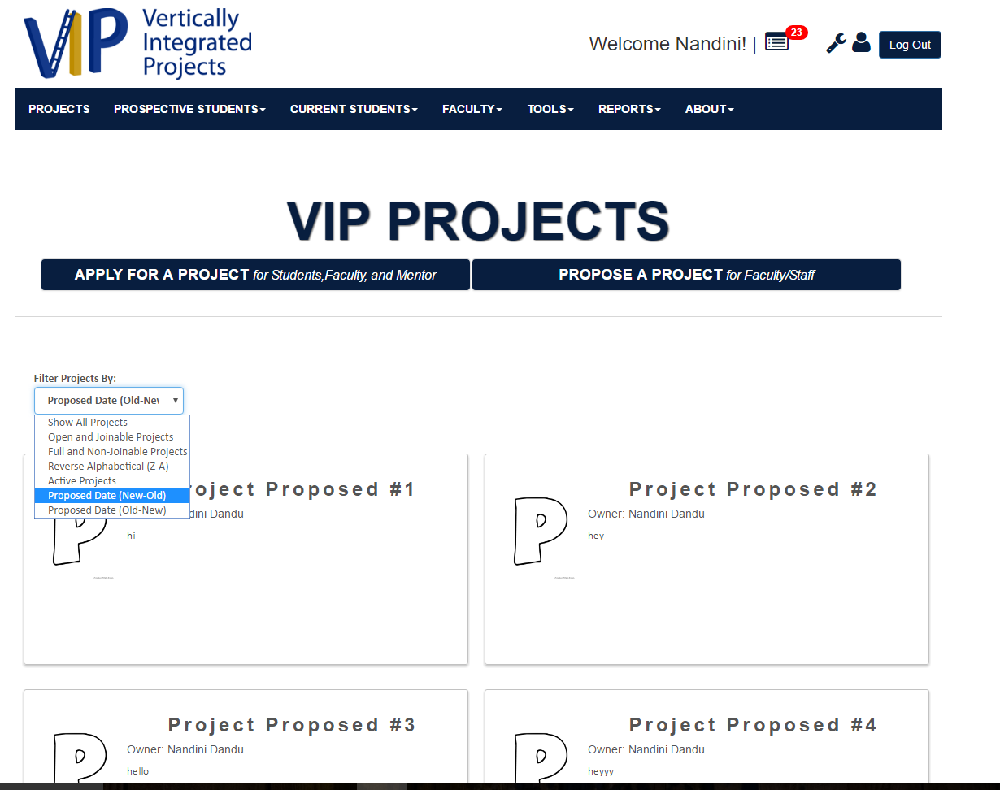 VIP
Vertically
Integrated
Projects
Welcome Nandini! |
23
Log Out
PROJECTS PROSPECTIVE STUDENTS CURRENT STUDENTS FACULTY TOOLS REPORTS ABOUT
VIP PROJECTS
APPLY FOR A PROJECT for Students,Faculty, and Mentor
PROPOSE A PROJECT for Faculty/Staff
Filter Projects By:
Proposed Date (Old-New
Show All Projects
Open and Joinable Projects
Full and Non-Joinable Projects
Reverse Alphabetical (Z-A)
Active Projects
Proposed Date (New-Old)
Proposed Date (Old-New)
oject Proposed #1
dini Dandu
P
hi
Project Proposed #2
Owner: Nandini Dandu
P
hey
Project Proposed #3
Owner: Nandini Dandu
P
hello
Project Proposed #4
Owner: Nandini Dandu
P
heyyy